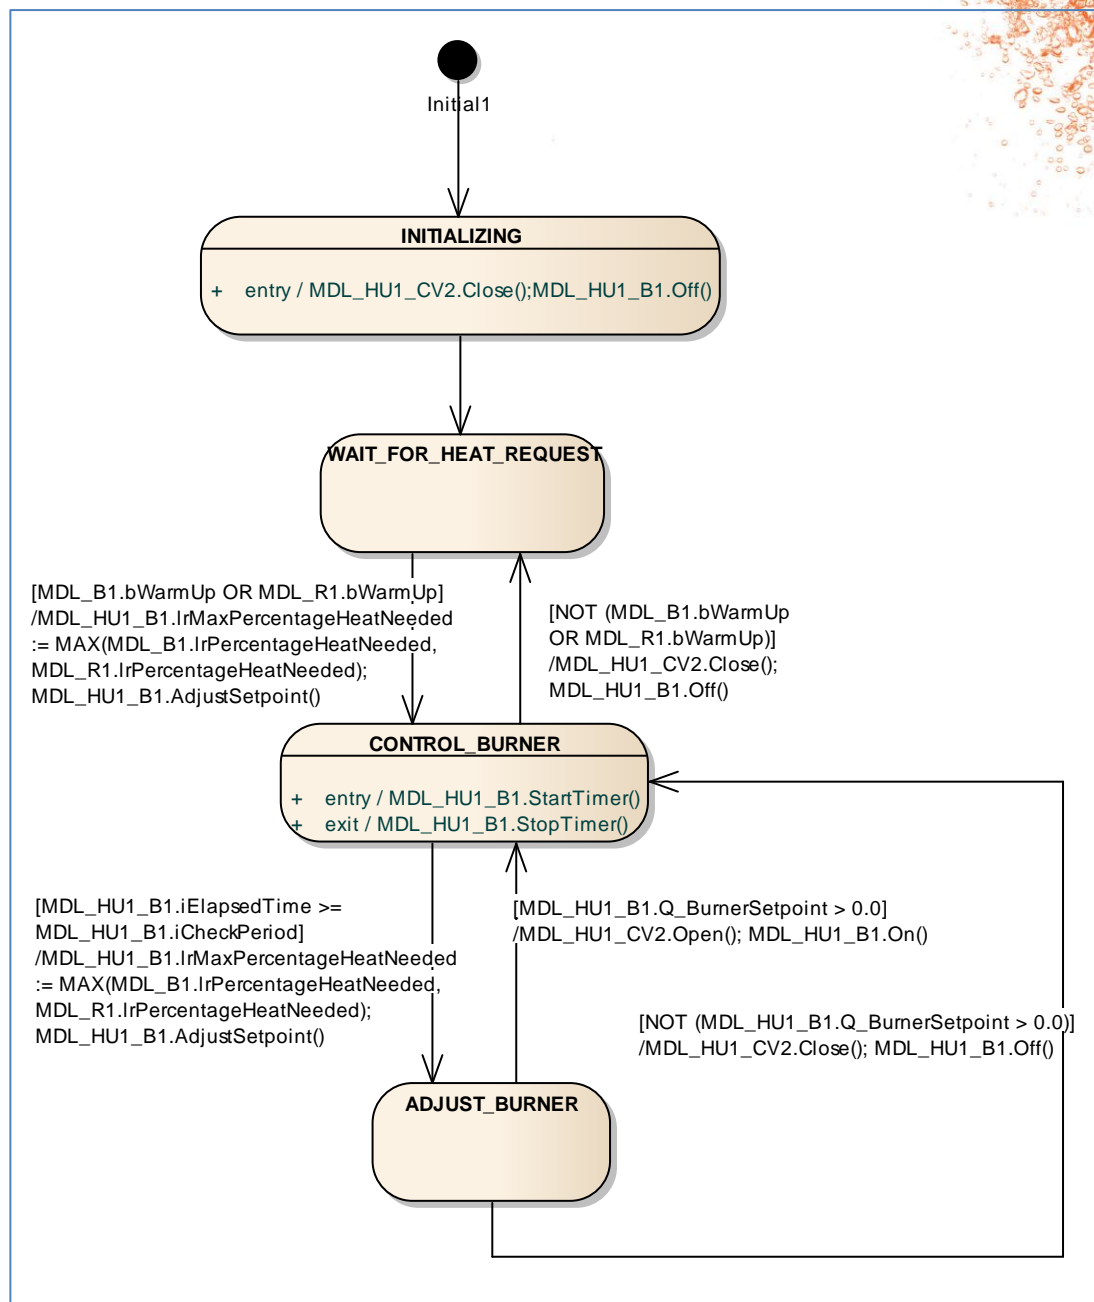 Initial1
INITIALIZING
+ entry / MDL_HU1_CV2.Close();MDL_HU1_B1.Off()
WAIT_FOR_HEAT_REQUEST
[MDL_B1.bWarmUp OR MDL_R1.bWarmUp]
/MDL_HU1_B1.lrMaxPercentageHeatNeeded
:= MAX(MDL_B1.lrPercentageHeatNeeded,
MDL_R1.lrPercentageHeatNeeded);
MDL_HU1_B1.AdjustSetpoint()
[NOT (MDL_B1.bWarmUp
OR MDL_R1.bWarmUp)]
/MDL_HU1_CV2.Close();
MDL_HU1_B1.Off()
CONTROL_BURNER
+ entry / MDL_HU1_B1.StartTimer()
+ exit / MDL_HU1_B1.StopTimer()
[MDL_HU1_B1.iElapsedTime >=
MDL_HU1_B1.iCheckPeriod]
/MDL_HU1_B1.lrMaxPercentageHeatNeeded
:= MAX(MDL_B1.lrPercentageHeatNeeded,
MDL_R1.lrPercentageHeatNeeded);
MDL_HU1_B1.AdjustSetpoint()
[MDL_HU1_B1.Q_BurnerSetpoint > 0.0]
/MDL_HU1_CV2.Open(); MDL_HU1_B1.On()
[NOT (MDL_HU1_B1.Q_BurnerSetpoint > 0.0)]
/MDL_HU1_CV2.Close(); MDL_HU1_B1.Off()
ADJUST_BURNER